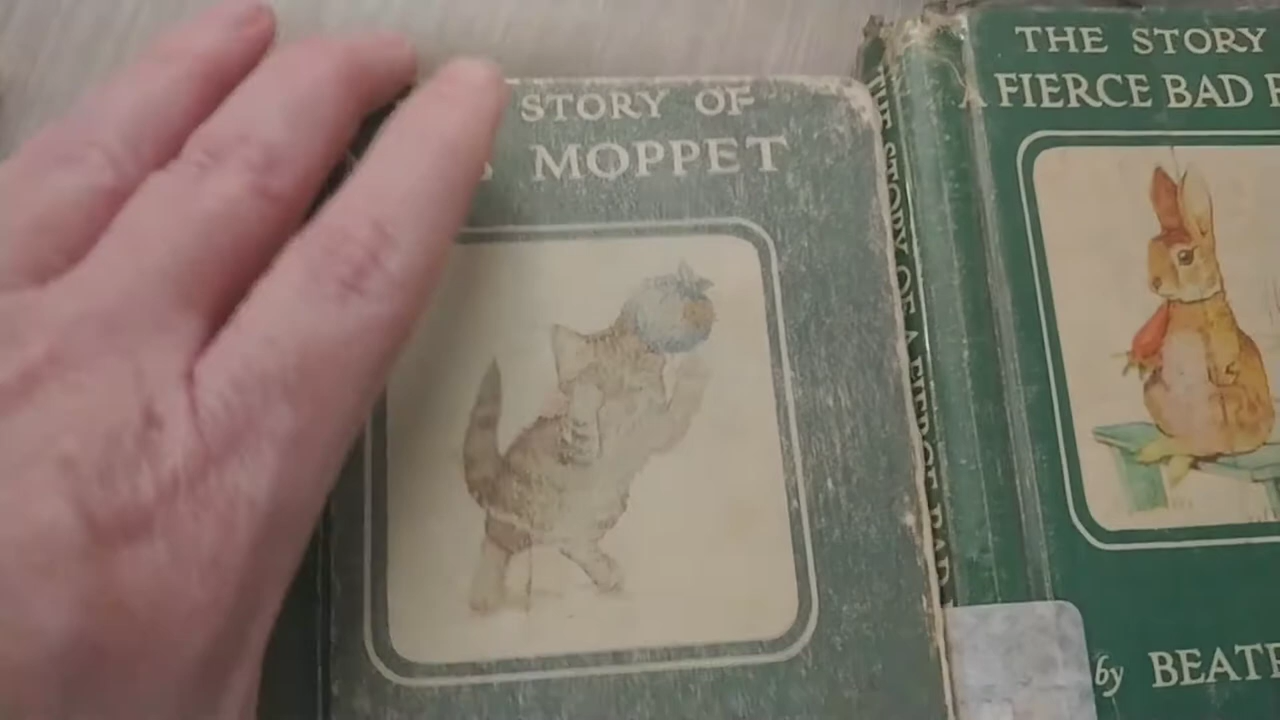 STORY OF
MOPPET
THE STORY OF A FIERCE BAD
THE STORY
A FIERCE BAD
by BEAT